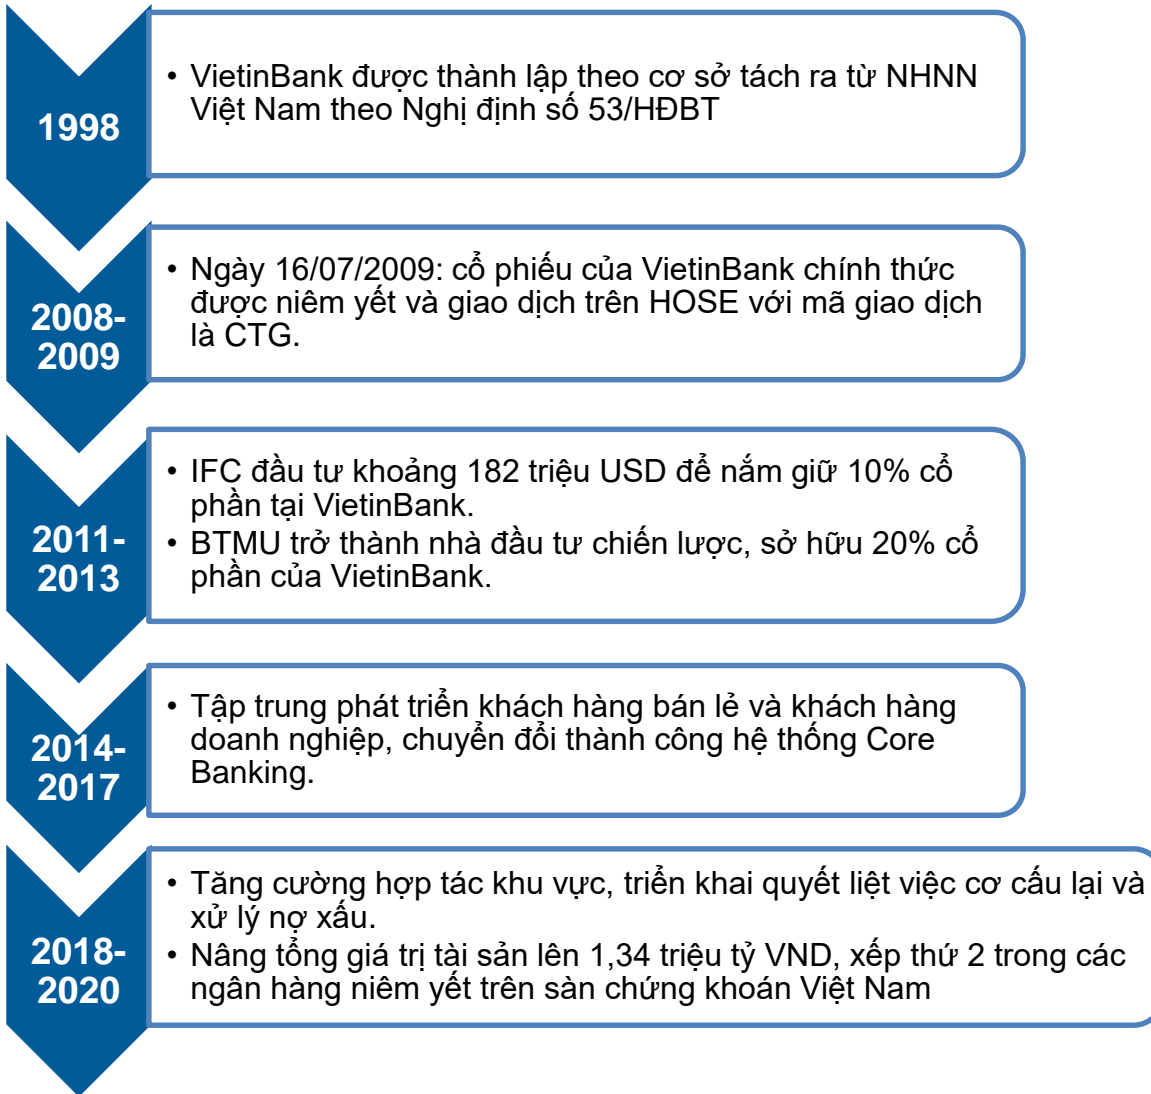 1998
• VietinBank được thành lập theo cơ sở tách ra từ NHNN
Việt Nam theo Nghị định số 53/HĐBT
2008-
2009
• Ngày 16/07/2009: cổ phiếu của VietinBank chính thức
được niêm yết và giao dịch trên HOSE với mã giao dịch
là CTG.
2011-
2013
• IFC đầu tư khoảng 182 triệu USD để nắm giữ 10% cổ
phần tại VietinBank.
• BTMU trở thành nhà đầu tư chiến lược, sở hữu 20% cổ
phần của VietinBank.
2014-
2017
• Tập trung phát triển khách hàng bán lẻ và khách hàng
doanh nghiệp, chuyển đổi thành công hệ thống Core
Banking.
2018-
2020
• Tăng cường hợp tác khu vực, triển khai quyết liệt việc cơ cấu lại và
xử lý nợ xấu.
• Nâng tổng giá trị tài sản lên 1,34 triệu tỷ VND, xếp thứ 2 trong các
ngân hàng niêm yết trên sàn chứng khoán Việt Nam